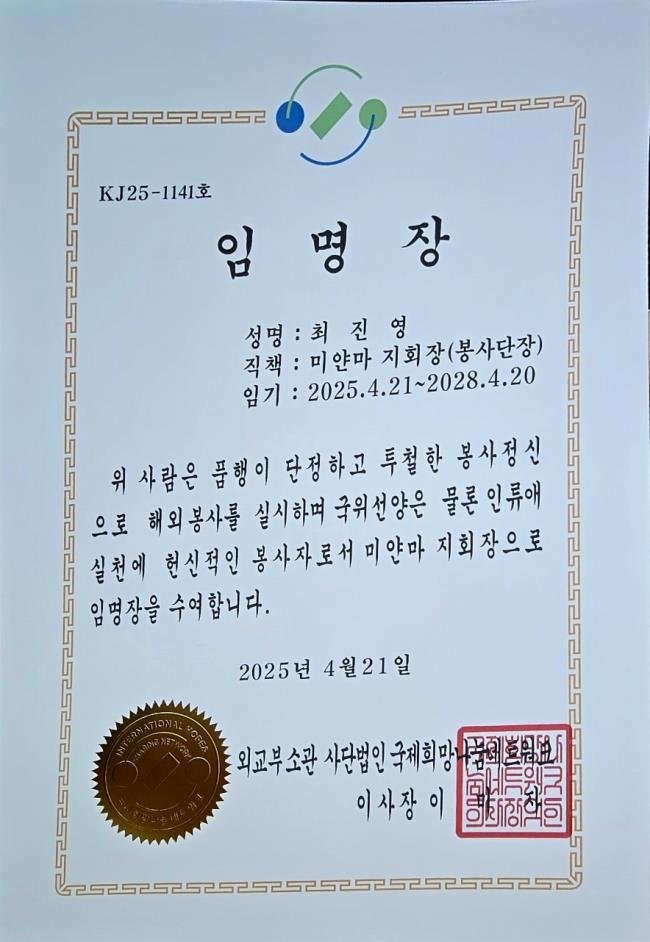 KJ25-1141호
임 명 장
성명 : 최 진 영
직책 : 미얀마 지회장(봉사단장)
임기 : 2025.4.21~2028.4.20
위 사람은 품행이 단정하고 투철한 봉사정신
으로 해외봉사를 실시하며 국위선양은 물론 인류애
실천에 헌신적인 봉사자로서 미얀마 지회장으로
임명장을 수여합니다.
2025년 4월21일
외교부소관 사단법인 국제희망나눔네트워크
이사장 이
INTERNATIONAL KOREA
SHARING NETWORK